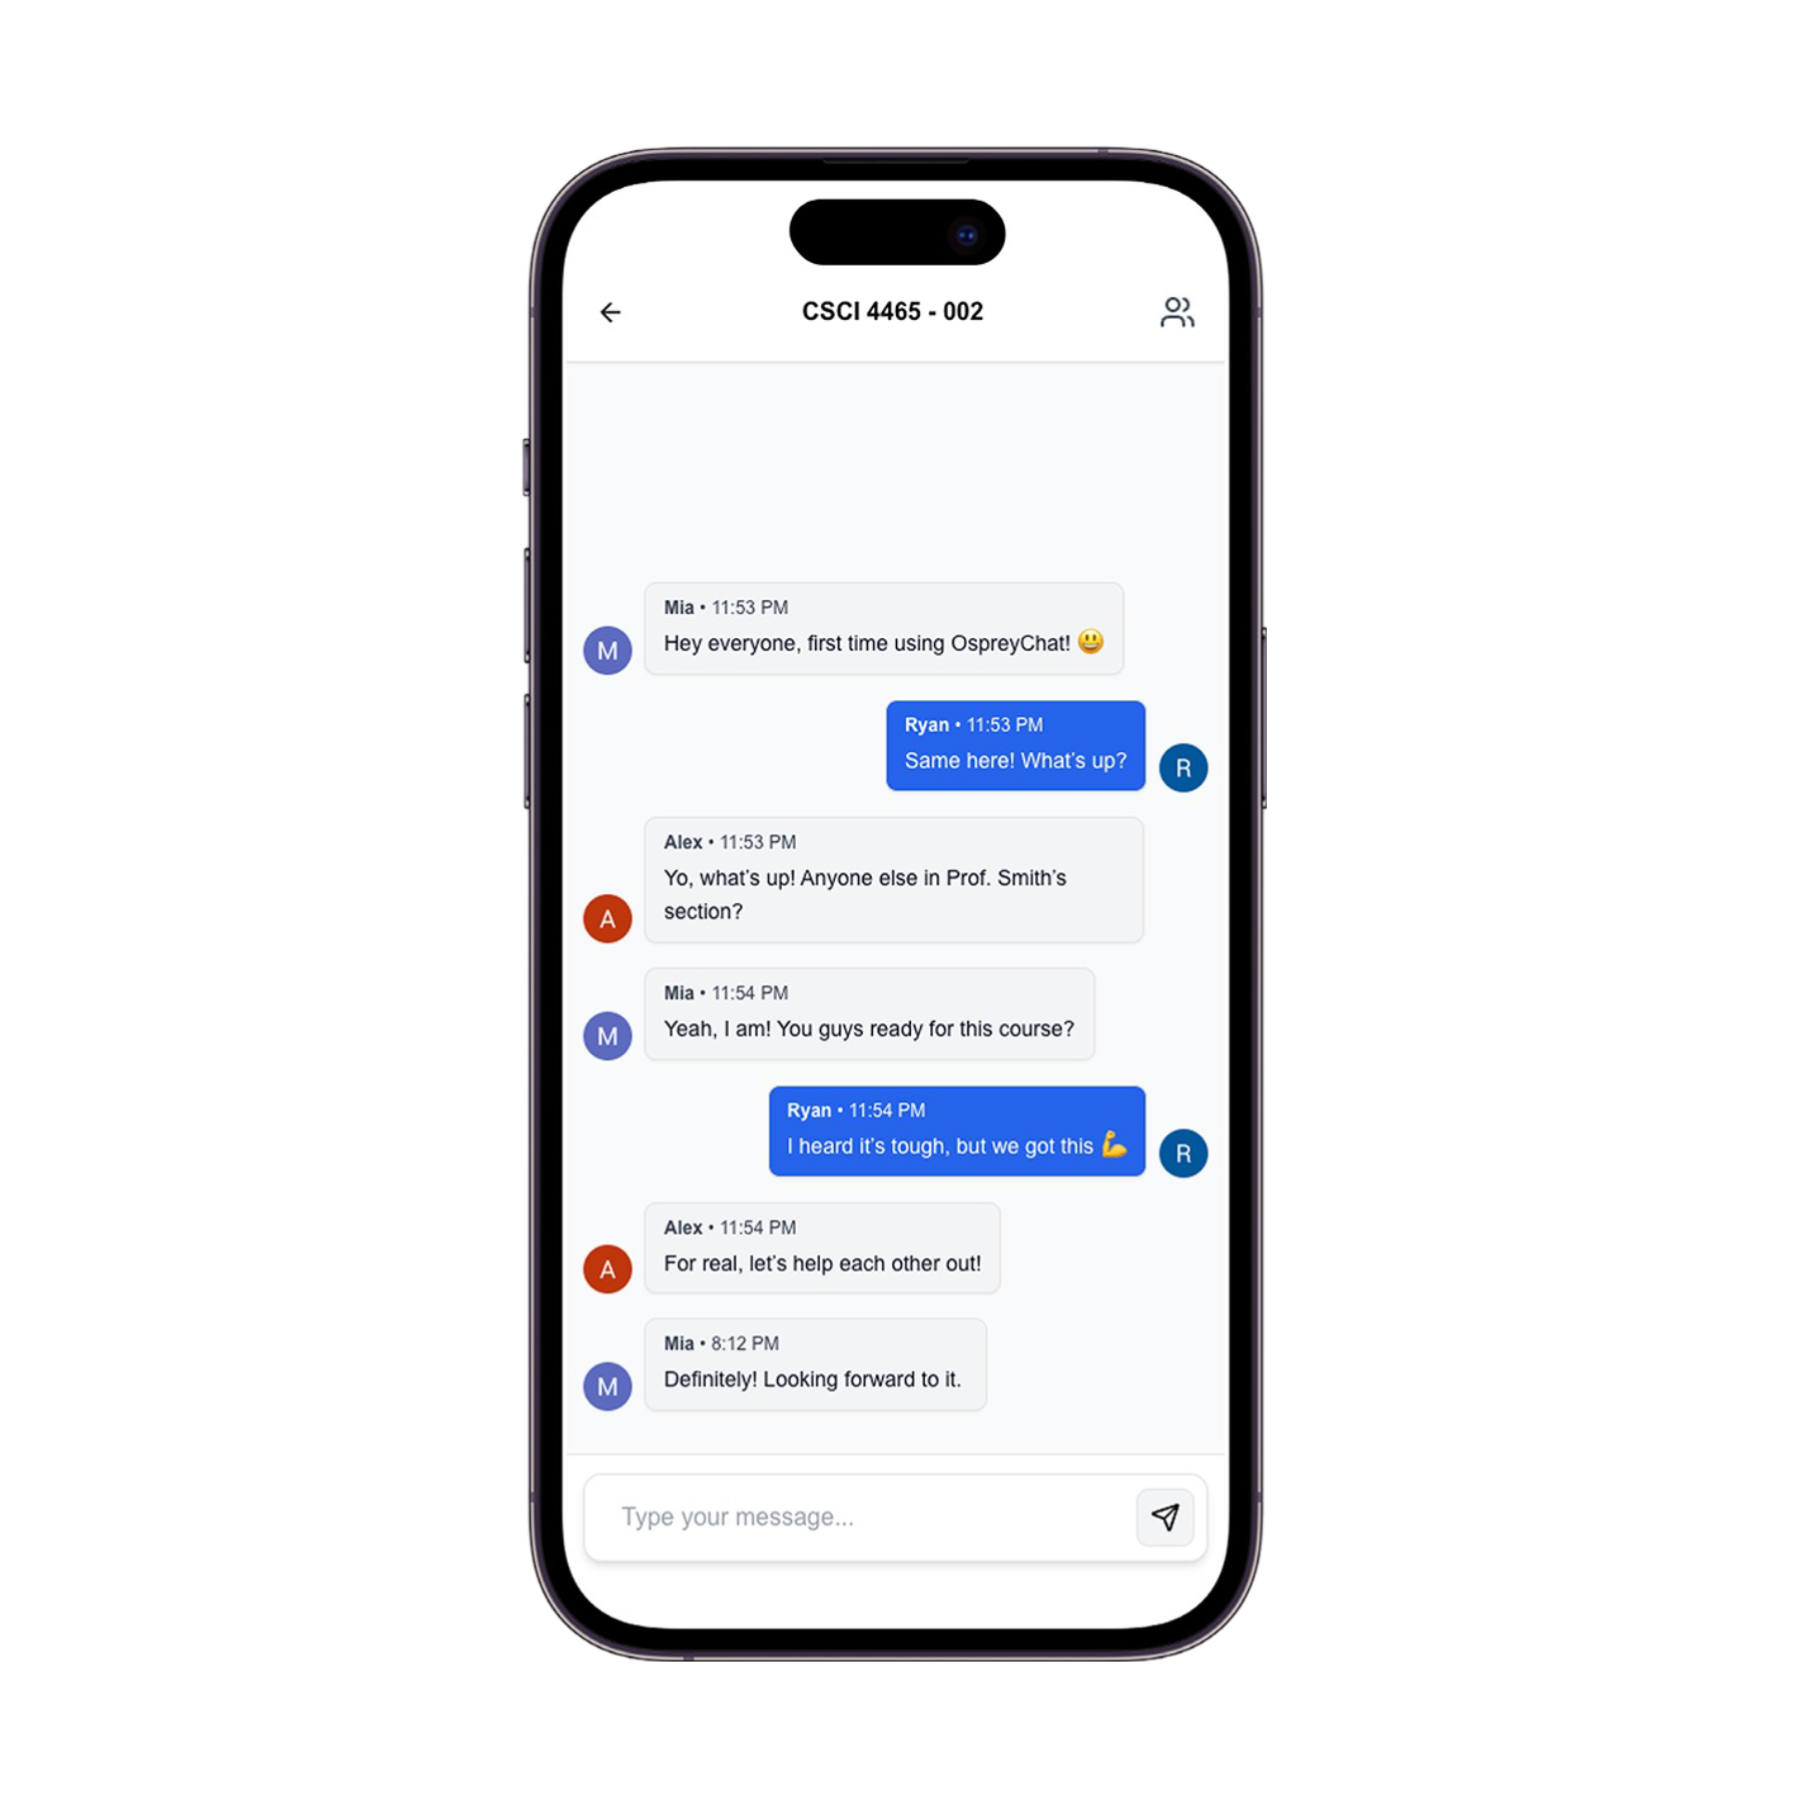 CSCI 4465 - 002
Mia • 11:53 PM
Hey everyone, first time using OspreyChat! 😃
M
Ryan • 11:53 PM
Same here! What's up?
R
Alex • 11:53 PM
Yo, what's up! Anyone else in Prof. Smith's
section?
A
Mia • 11:54 PM
Yeah, I am! You guys ready for this course?
M
Ryan • 11:54 PM
I heard it's tough, but we got this 💪
R
Alex • 11:54 PM
For real, let's help each other out!
A
Mia • 8:12 PM
Definitely! Looking forward to it.
M
Type your message...